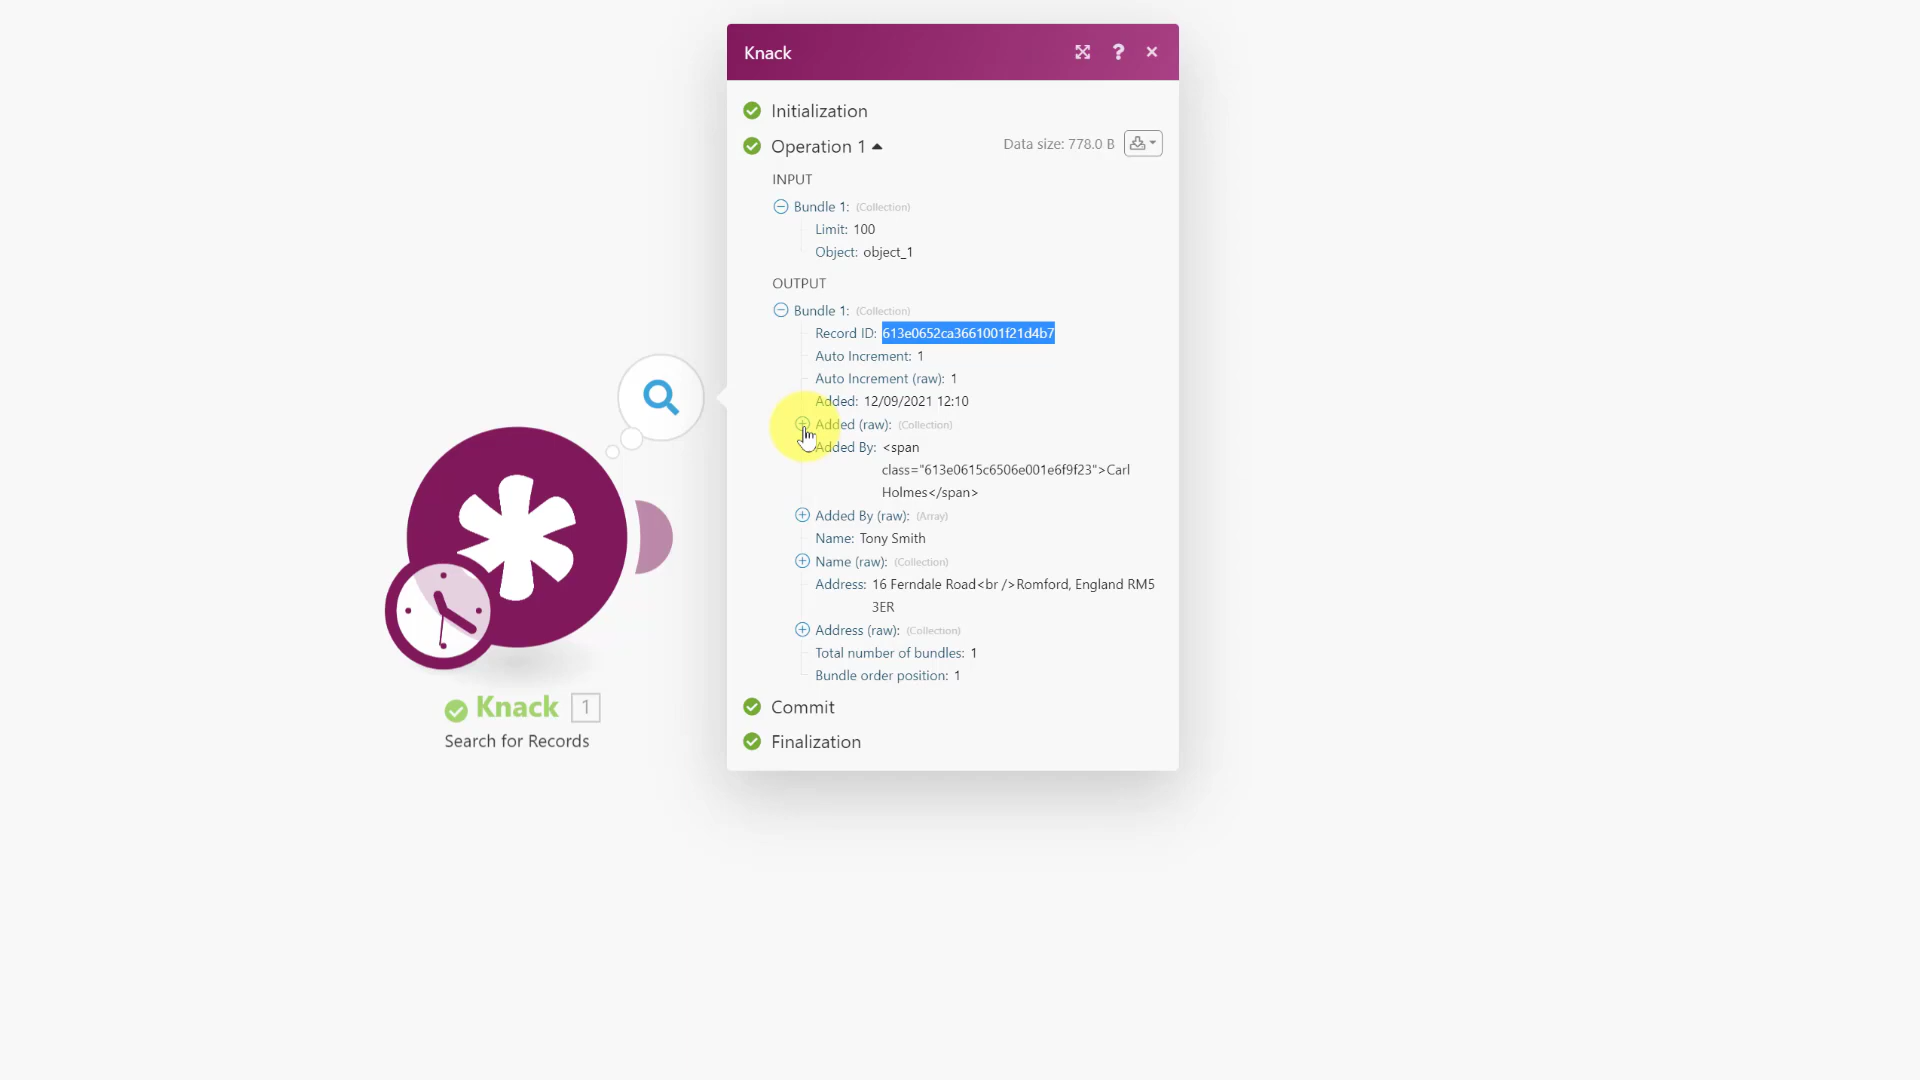 Knack
?
Initialization
Operation 1
Data size: 778.0 B
INPUT
Bundle 1: (Collection)
Limit: 100
Object: object_1
OUTPUT
Bundle 1: (Collection)
Record ID: 613e0652ca3661001f21d4b7
Auto Increment: 1
Auto Increment (raw): 1
Added: 12/09/2021 12:10
Added (raw): (Collection)
Added By: <span
class="613e0615c6506e001e6f9f23">Carl
Holmes</span>
Added By (raw): (Array)
Name: Tony Smith
Name (raw): (Collection)
Address: 16 Ferndale Road<br />Romford, England RM5
3ER
Address (raw): (Collection)
Total number of bundles: 1
Bundle order position: 1
Commit
Finalization
Knack 1
Search for Records